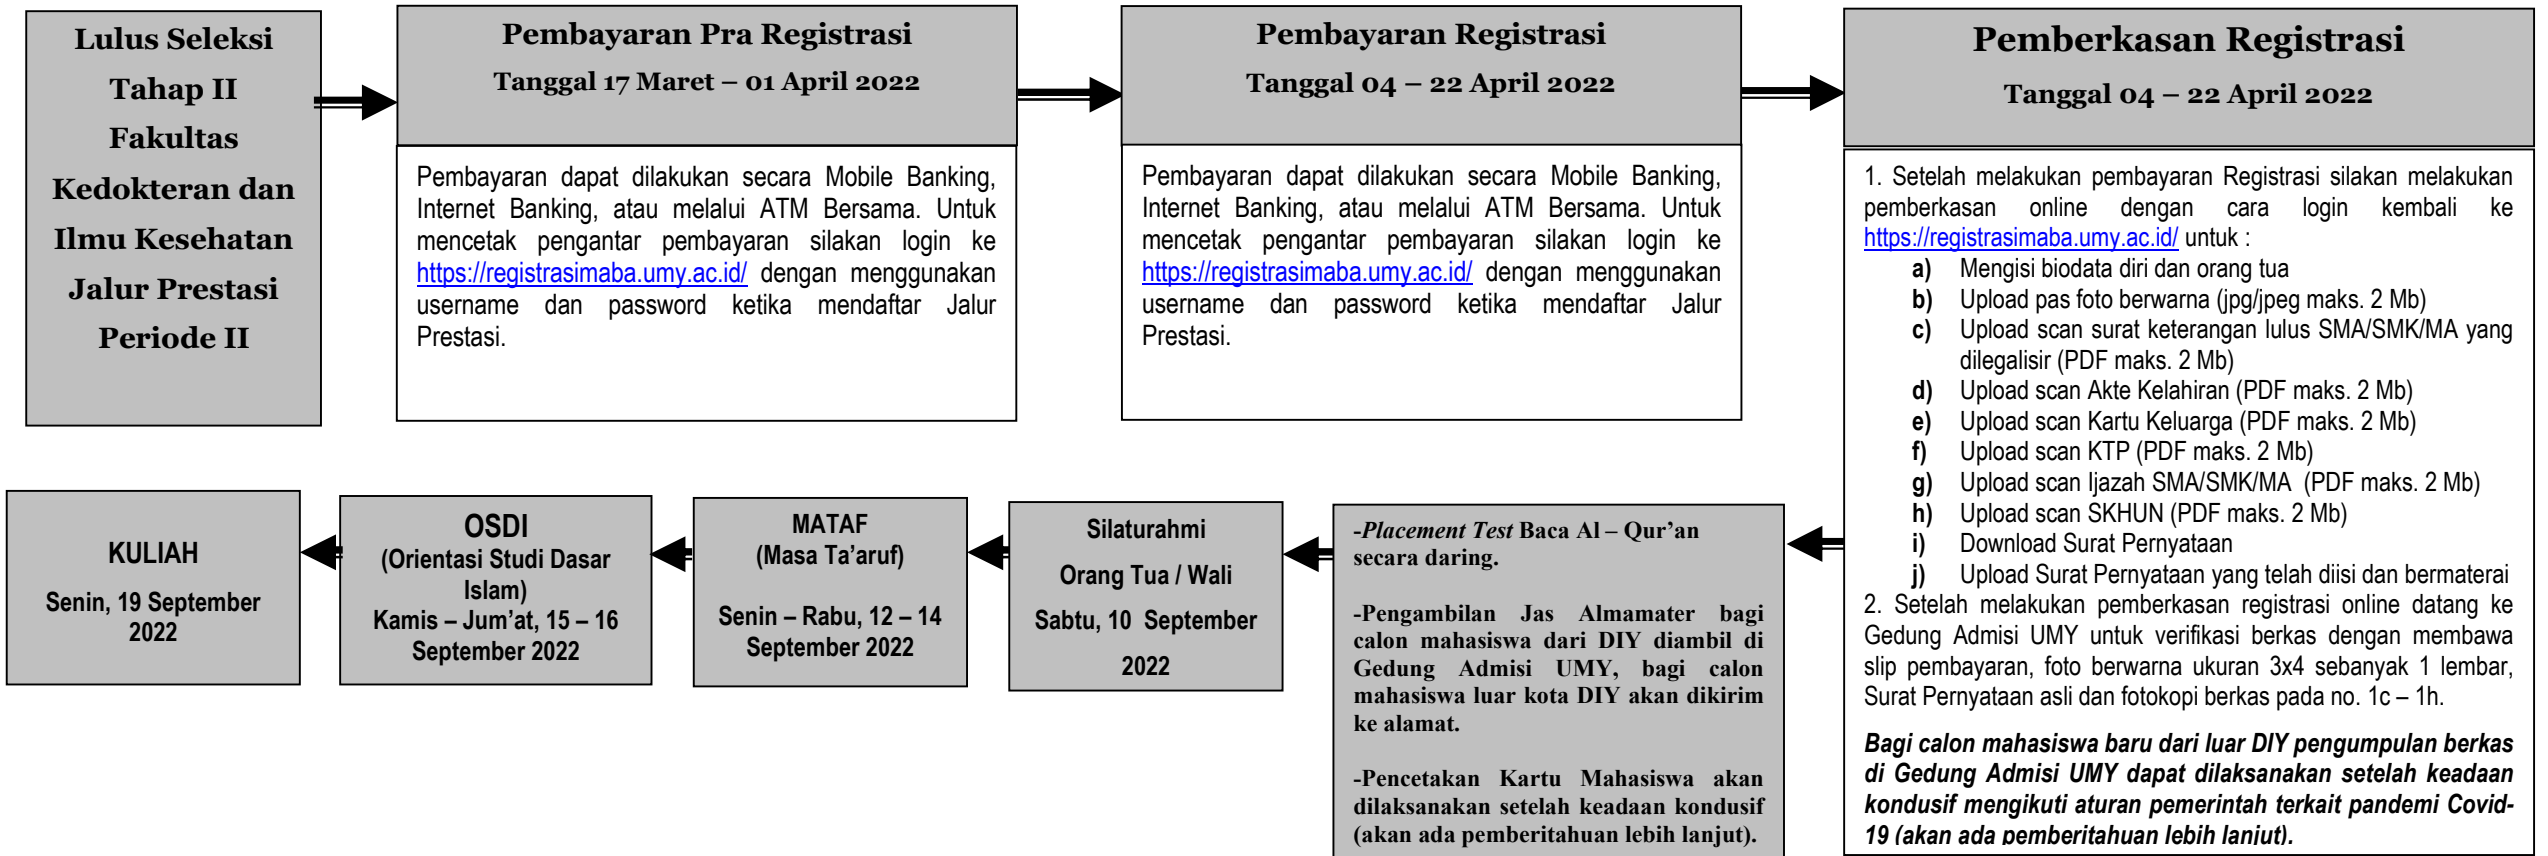 Lulus Seleksi
Tahap II
Fakultas
Kedokteran dan
Ilmu Kesehatan
Jalur Prestasi
Periode II
Pembayaran Pra Registrasi
Tanggal 17 Maret – 01 April 2022
Pembayaran dapat dilakukan secara Mobile Banking,
Internet Banking, atau melalui ATM Bersama. Untuk
mencetak pengantar pembayaran silakan login ke
https://registrasimaba.umy.ac.id/ dengan menggunakan
username dan password ketika mendaftar Jalur
Prestasi.
Pembayaran Registrasi
Tanggal 04 – 22 April 2022
Pembayaran dapat dilakukan secara Mobile Banking,
Internet Banking, atau melalui ATM Bersama. Untuk
mencetak pengantar pembayaran silakan login ke
https://registrasimaba.umy.ac.id/ dengan menggunakan
username dan password ketika mendaftar Jalur
Prestasi.
Pemberkasan Registrasi
Tanggal 04 – 22 April 2022
1. Setelah melakukan pembayaran Registrasi silakan melakukan
pemberkasan online dengan cara login kembali ke
https://registrasimaba.umy.ac.id/ untuk :
a) Mengisi biodata diri dan orang tua
b) Upload pas foto berwarna (jpg/jpeg maks. 2 Mb)
c) Upload scan surat keterangan lulus SMA/SMK/MA yang
dilegalisir (PDF maks. 2 Mb)
d) Upload scan Akte Kelahiran (PDF maks. 2 Mb)
e) Upload scan Kartu Keluarga (PDF maks. 2 Mb)
f) Upload scan KTP (PDF maks. 2 Mb)
g) Upload scan Ijazah SMA/SMK/MA (PDF maks. 2 Mb)
h) Upload scan SKHUN (PDF maks. 2 Mb)
i) Download Surat Pernyataan
j) Upload Surat Pernyataan yang telah diisi dan bermaterai
2. Setelah melakukan pemberkasan registrasi online datang ke
Gedung Admisi UMY untuk verifikasi berkas dengan membawa
slip pembayaran, foto berwarna ukuran 3x4 sebanyak 1 lembar,
Surat Pernyataan asli dan fotokopi berkas pada no. 1c – 1h.
Bagi calon mahasiswa baru dari luar DIY pengumpulan berkas
di Gedung Admisi UMY dapat dilaksanakan setelah keadaan
kondusif mengikuti aturan pemerintah terkait pandemi Covid-
19 (akan ada pemberitahuan lebih lanjut).
-Placement Test Baca Al – Qur’an
secara daring.
-Pengambilan Jas Almamater bagi
calon mahasiswa dari DIY diambil di
Gedung Admisi UMY, bagi calon
mahasiswa luar kota DIY akan dikirim
ke alamat.
-Pencetakan Kartu Mahasiswa akan
dilaksanakan setelah keadaan kondusif
(akan ada pemberitahuan lebih lanjut).
Silaturahmi
Orang Tua / Wali
Sabtu, 10 September
2022
MATAF
(Masa Ta’aruf)
Senin – Rabu, 12 – 14
September 2022
OSDI
(Orientasi Studi Dasar
Islam)
Kamis – Jum’at, 15 – 16
September 2022
KULIAH
Senin, 19 September
2022